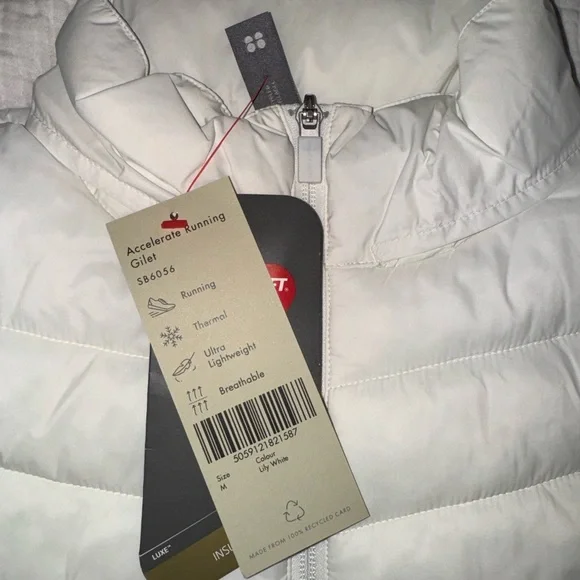 Accelerate Running
Gilet
SB6056
Running
Thermal
Ultra
Lightweight
Breathable
5059121821587
Size
M
Colour
Lily White
MADE FROM 100% RECYCLED CARD
LUXE™